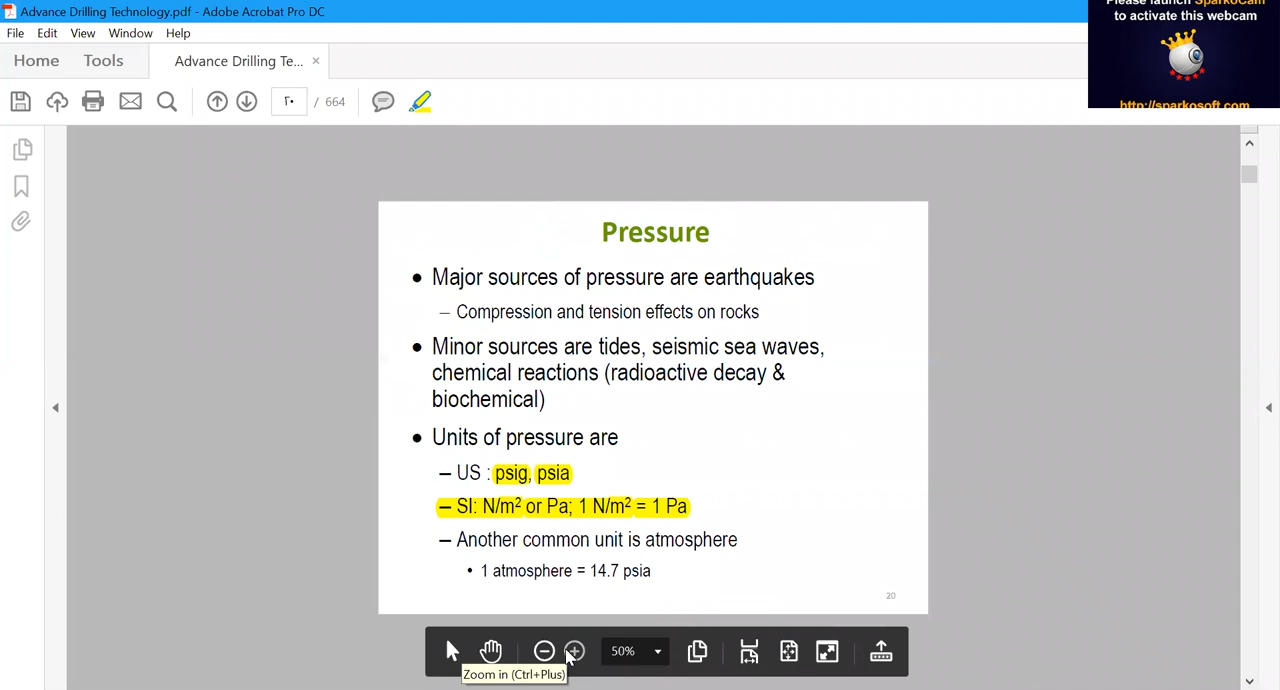 Advance Drilling Technology.pdf - Adobe Acrobat Pro DC
Please launch SparkoCam
to activate this webcam
http://sparkosoft.com
File Edit View Window Help
Home Tools Advance Drilling Te... ×
٢٠ / 664
Pressure
• Major sources of pressure are earthquakes
– Compression and tension effects on rocks
• Minor sources are tides, seismic sea waves,
chemical reactions (radioactive decay &
biochemical)
• Units of pressure are
– US : psig, psia
– SI: N/m² or Pa; 1 N/m² = 1 Pa
– Another common unit is atmosphere
• 1 atmosphere = 14.7 psia
20
50%
Zoom in (Ctrl+Plus)